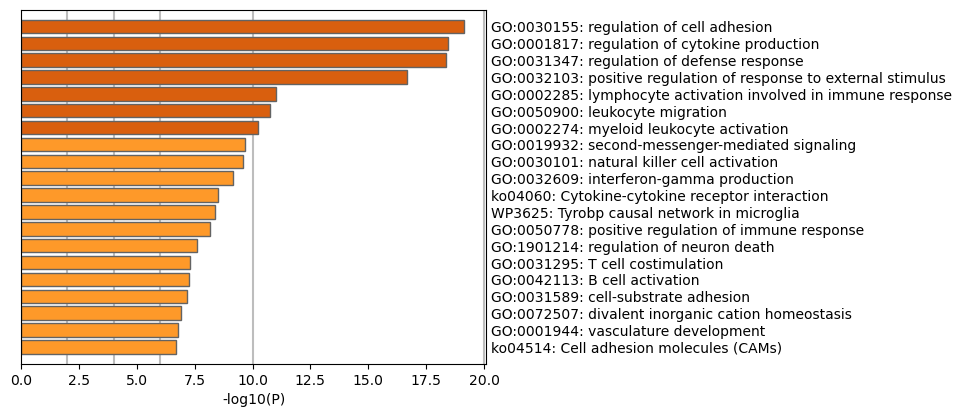 GO:0030155: regulation of cell adhesion
GO:0001817: regulation of cytokine production
GO:0031347: regulation of defense response
GO:0032103: positive regulation of response to external stimulus
GO:0002285: lymphocyte activation involved in immune response
GO:0050900: leukocyte migration
GO:0002274: myeloid leukocyte activation
GO:0019932: second-messenger-mediated signaling
GO:0030101: natural killer cell activation
GO:0032609: interferon-gamma production
ko04060: Cytokine-cytokine receptor interaction
WP3625: Tyrobp causal network in microglia
GO:0050778: positive regulation of immune response
GO:1901214: regulation of neuron death
GO:0031295: T cell costimulation
GO:0042113: B cell activation
GO:0031589: cell-substrate adhesion
GO:0072507: divalent inorganic cation homeostasis
GO:0001944: vasculature development
ko04514: Cell adhesion molecules (CAMs)
0.0 2.5 5.0 7.5 10.0 12.5 15.0 17.5 20.0
-log10(P)